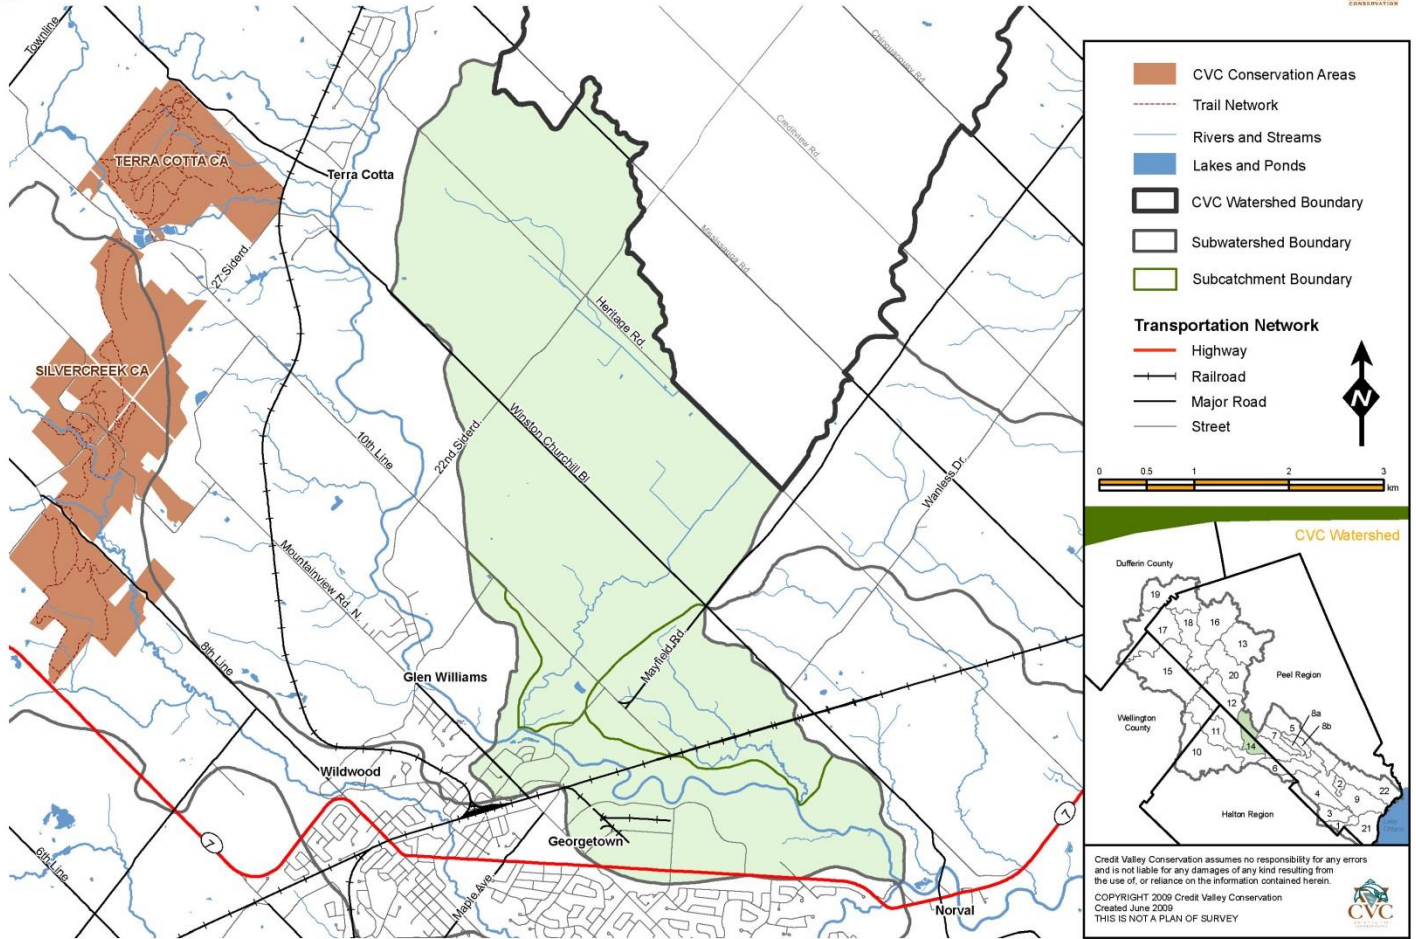 CONSERVATION
Townline
Chinguacousy Rd.
Creditview Rd.
Mississauga Rd.
TERRA COTTA CA
Terra Cotta
27 Siderd.
Heritage Rd.
SILVERCREEK CA
10th Line
22nd Siderd.
Winston Churchill Bl
Wanless Dr.
Mountainview Rd. N.
8th Line
Mayfield Rd.
Glen Williams
Wildwood
7
7
Georgetown
6th Line
Maple Ave.
Norval
CVC Conservation Areas
Trail Network
Rivers and Streams
Lakes and Ponds
CVC Watershed Boundary
Subwatershed Boundary
Subcatchment Boundary
Transportation Network
Highway
Railroad
Major Road
Street
N
0 0.5 1 2 3
km
CVC Watershed
Dufferin County
19
18
16
17
13
15
20
Peel Region
12
8a
Wellington
County
11
5
8b
7
10
14
6
2
4
9
22
3
Halton Region
21
Lake
Ontario
Credit Valley Conservation assumes no responsibility for any errors
and is not liable for any damages of any kind resulting from
the use of, or reliance on the information contained herein.
COPYRIGHT 2009 Credit Valley Conservation
Created June 2009
THIS IS NOT A PLAN OF SURVEY
CVC